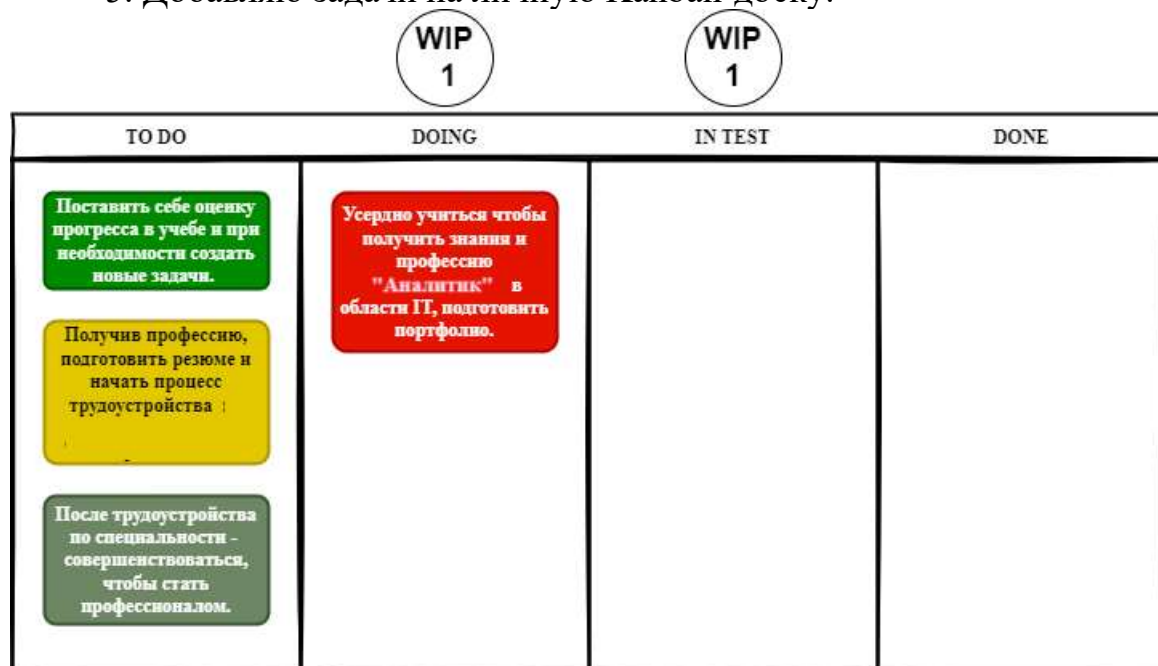 WIP
1
WIP
1
TO DO
DOING
IN TEST
DONE
Поставить себе оценку
прогресса в учебе и при
необходимости создать
новые задачи.
Получив профессию,
подготовить резюме и
начать процесс
трудоустройства
После трудоустройства
по специальности -
совершенствоваться,
чтобы стать
профессионалом.
Усердно учиться чтобы
получить знания и
профессию
"Аналитик" в
области IT, подготовить
портфолио.